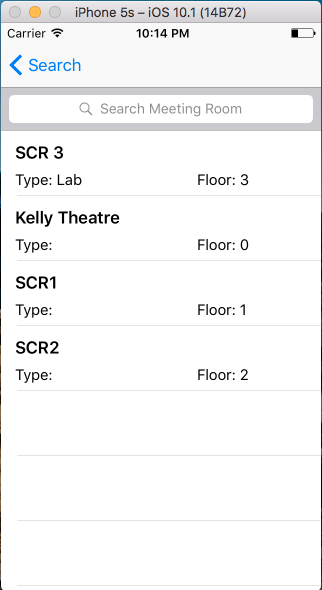 iPhone 5s – iOS 10.1 (14B72)
Carrier 10:14 PM
Search
Search Meeting Room
SCR 3
Type: Lab Floor: 3
Kelly Theatre
Type: Floor: 0
SCR1
Type: Floor: 1
SCR2
Type: Floor: 2